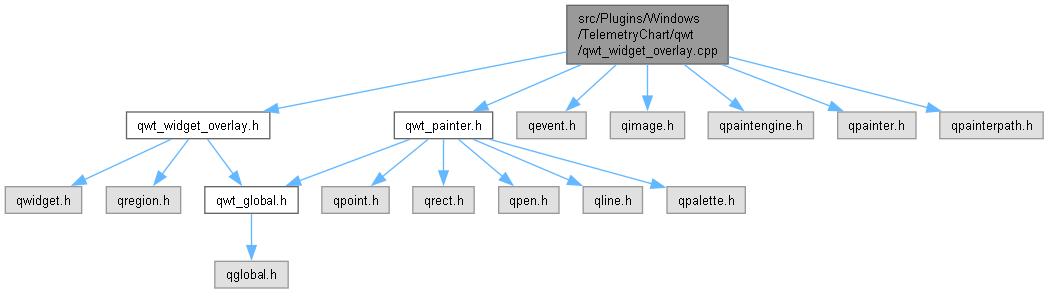 src/Plugins/Windows
/TelemetryChart/qwt
/qwt_widget_overlay.cpp
qwt_widget_overlay.h
qwt_painter.h
qevent.h
qimage.h
qpaintengine.h
qpainter.h
qpainterpath.h
qwidget.h
qregion.h
qwt_global.h
qpoint.h
qrect.h
qpen.h
qline.h
qpalette.h
qglobal.h